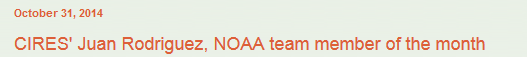 October 31, 2014
CIRES' Juan Rodriguez, NOAA team member of the month